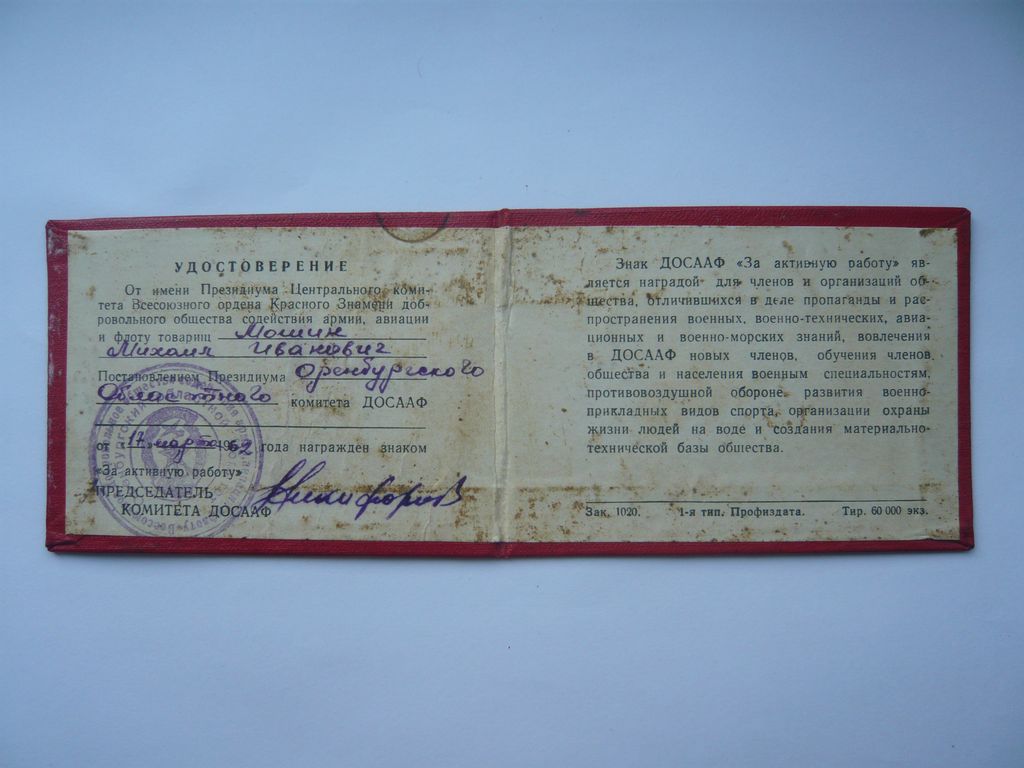 УДОСТОВЕРЕНИЕ
От имени Президиума Центрального коми-
тета Всесоюзного ордена Красного Знамени доб-
ровольного общества содействия армии, авиации
и флоту товарищ Мошин
Михаил Иванович
Постановлением Президиума Оренбургского
Областного комитета ДОСААФ
от 17 марта 1962 года награжден знаком
«За активную работу»
ПРЕДСЕДАТЕЛЬ
КОМИТЕТА ДОСААФ
Знак ДОСААФ «За активную работу» яв-
ляется наградой для членов и организаций об-
щества, отличившихся в деле пропаганды и рас-
пространения военных, военно-технических, авиа-
ционных и военно-морских знаний, вовлечения
в ДОСААФ новых членов, обучения членов
общества и населения военным специальностям,
противовоздушной обороне, развития военно-
прикладных видов спорта, организации охраны
жизни людей на воде и создания материально-
технической базы общества.
Зак. 1020. 1-я тип. Профиздата. Тир. 60 000 экз.